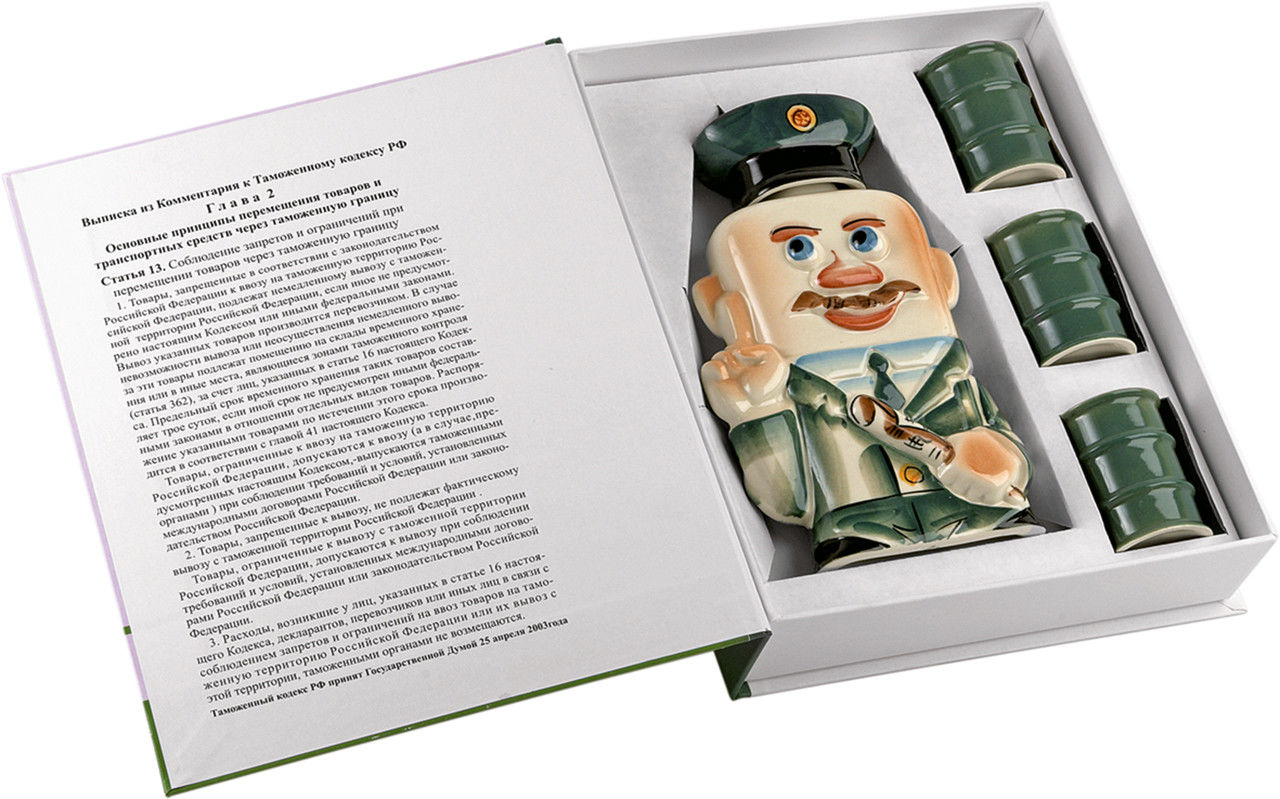 Выписка из Комментария к Таможенному кодексу РФ
Глава 2
Основные принципы перемещения товаров и
транспортных средств через таможенную границу
Статья 13. Соблюдение запретов и ограничений при
перемещении товаров через таможенную границу
1. Товары, запрещенные в соответствии с законодательством
Российской Федерации к ввозу на таможенную территорию Рос-
сийской Федерации, подлежат немедленному вывозу с таможен-
ной территории Российской Федерации, если иное не предусмот-
рено настоящим Кодексом или иными федеральными законами.
Вывоз указанных товаров производится перевозчиком. В случае
невозможности вывоза или неосуществления немедленного выво-
за эти товары подлежат помещению на склады временного хране-
ния или в иные места, являющиеся зонами таможенного контроля
(статья 362), за счет лиц, указанных в статье 16 настоящего Кодек-
са. Предельный срок временного хранения таких товаров состав-
ляет трое суток, если иной срок не предусмотрен иными федераль-
ными законами в отношении отдельных видов товаров. Распоря-
жение указанными товарами по истечении этого срока произво-
дится в соответствии с главой 41 настоящего Кодекса.
Товары, ограниченные к ввозу на таможенную территорию
Российской Федерации, допускаются к ввозу (а в случае,пре-
дусмотренных настоящим Кодексом,-выпускаются таможенными
органами ) при соблюдении требований и условий, установленных
международными договорами Российской Федерации или законо-
дательством Российской Федерации.
2. Товары, запрещенные к вывозу, не подлежат фактическому
вывозу с таможенной территории Российской Федерации .
Товары, ограниченные к вывозу с таможенной территории
Российской Федерации, допускаются к вывозу при соблюдении
требований и условий, установленных международными догово-
рами Российской Федерации или законодательством Российской
Федерации.
3. Расходы, возникшие у лиц, указанных в статье 16 настоя-
щего Кодекса, декларантов, перевозчиков или иных лиц в связи с
соблюдением запретов и ограничений на ввоз товаров на тамо-
женную территорию Российской Федерации или их вывоз с
этой территории, таможенными органами не возмещаются.
Таможенный кодекс РФ принят Государственной Думой 25 апреля 2003года